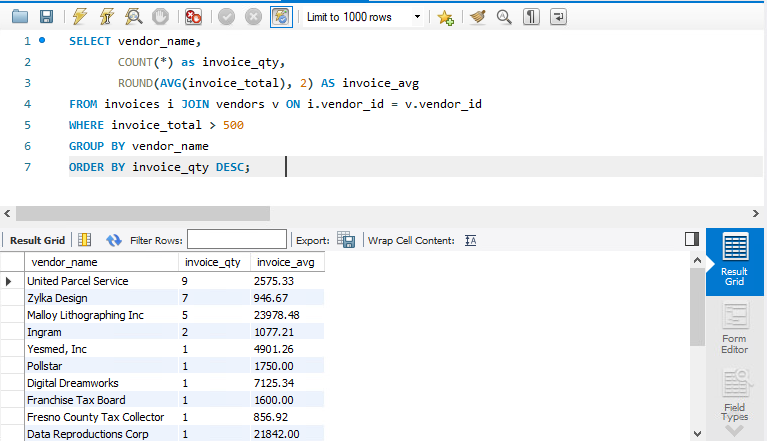 Limit to 1000 rows
1 SELECT vendor_name,
2 COUNT(*) as invoice_qty,
3 ROUND(AVG(invoice_total), 2) AS invoice_avg
4 FROM invoices i JOIN vendors v ON i.vendor_id = v.vendor_id
5 WHERE invoice_total > 500
6 GROUP BY vendor_name
7 ORDER BY invoice_qty DESC;
Result Grid Filter Rows: Export: Wrap Cell Content: IA
vendor_name invoice_qty invoice_avg
United Parcel Service 9 2575.33
Zylka Design 7 946.67
Malloy Lithographing Inc 5 23978.48
Ingram 2 1077.21
Yesmed, Inc 1 4901.26
Pollstar 1 1750.00
Digital Dreamworks 1 7125.34
Franchise Tax Board 1 1600.00
Fresno County Tax Collector 1 856.92
Data Reproductions Corp 1 21842.00
Result
Grid
Form
Editor
Field
Types